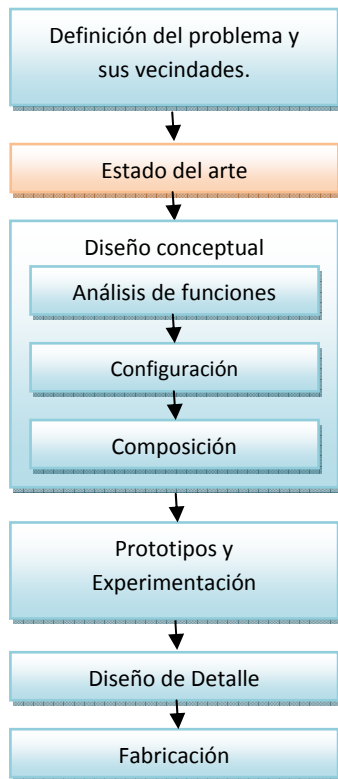 Definición del problema y
sus vecindades.
Estado del arte
Diseño conceptual
Análisis de funciones
Configuración
Composición
Prototipos y
Experimentación
Diseño de Detalle
Fabricación